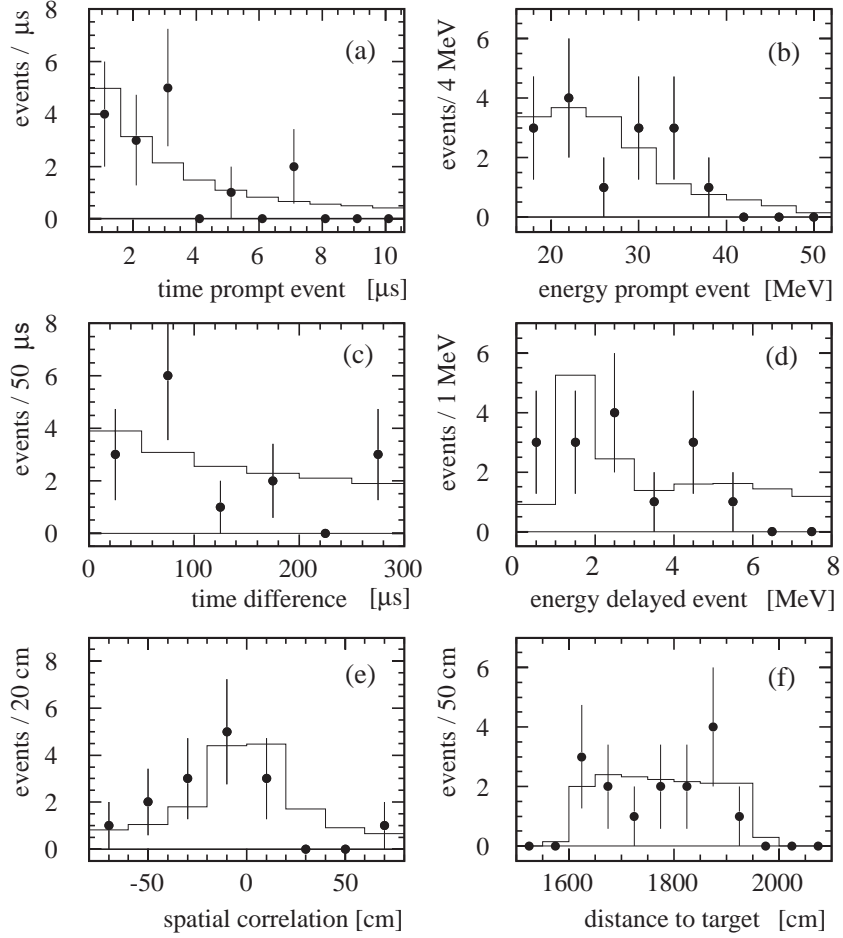 events / μs
8
6
4
2
0
(a)
2 4 6 8 10
time prompt event [μs]
events/ 4 MeV
6
4
2
0
(b)
20 30 40 50
energy prompt event [MeV]
events / 50 μs
8
6
4
2
0
(c)
0 100 200 300
time difference [μs]
events / 1 MeV
6
4
2
0
(d)
0 2 4 6 8
energy delayed event [MeV]
events / 20 cm
8
6
4
2
0
(e)
-50 0 50
spatial correlation [cm]
events / 50 cm
6
4
2
0
(f)
1600 1800 2000
distance to target [cm]